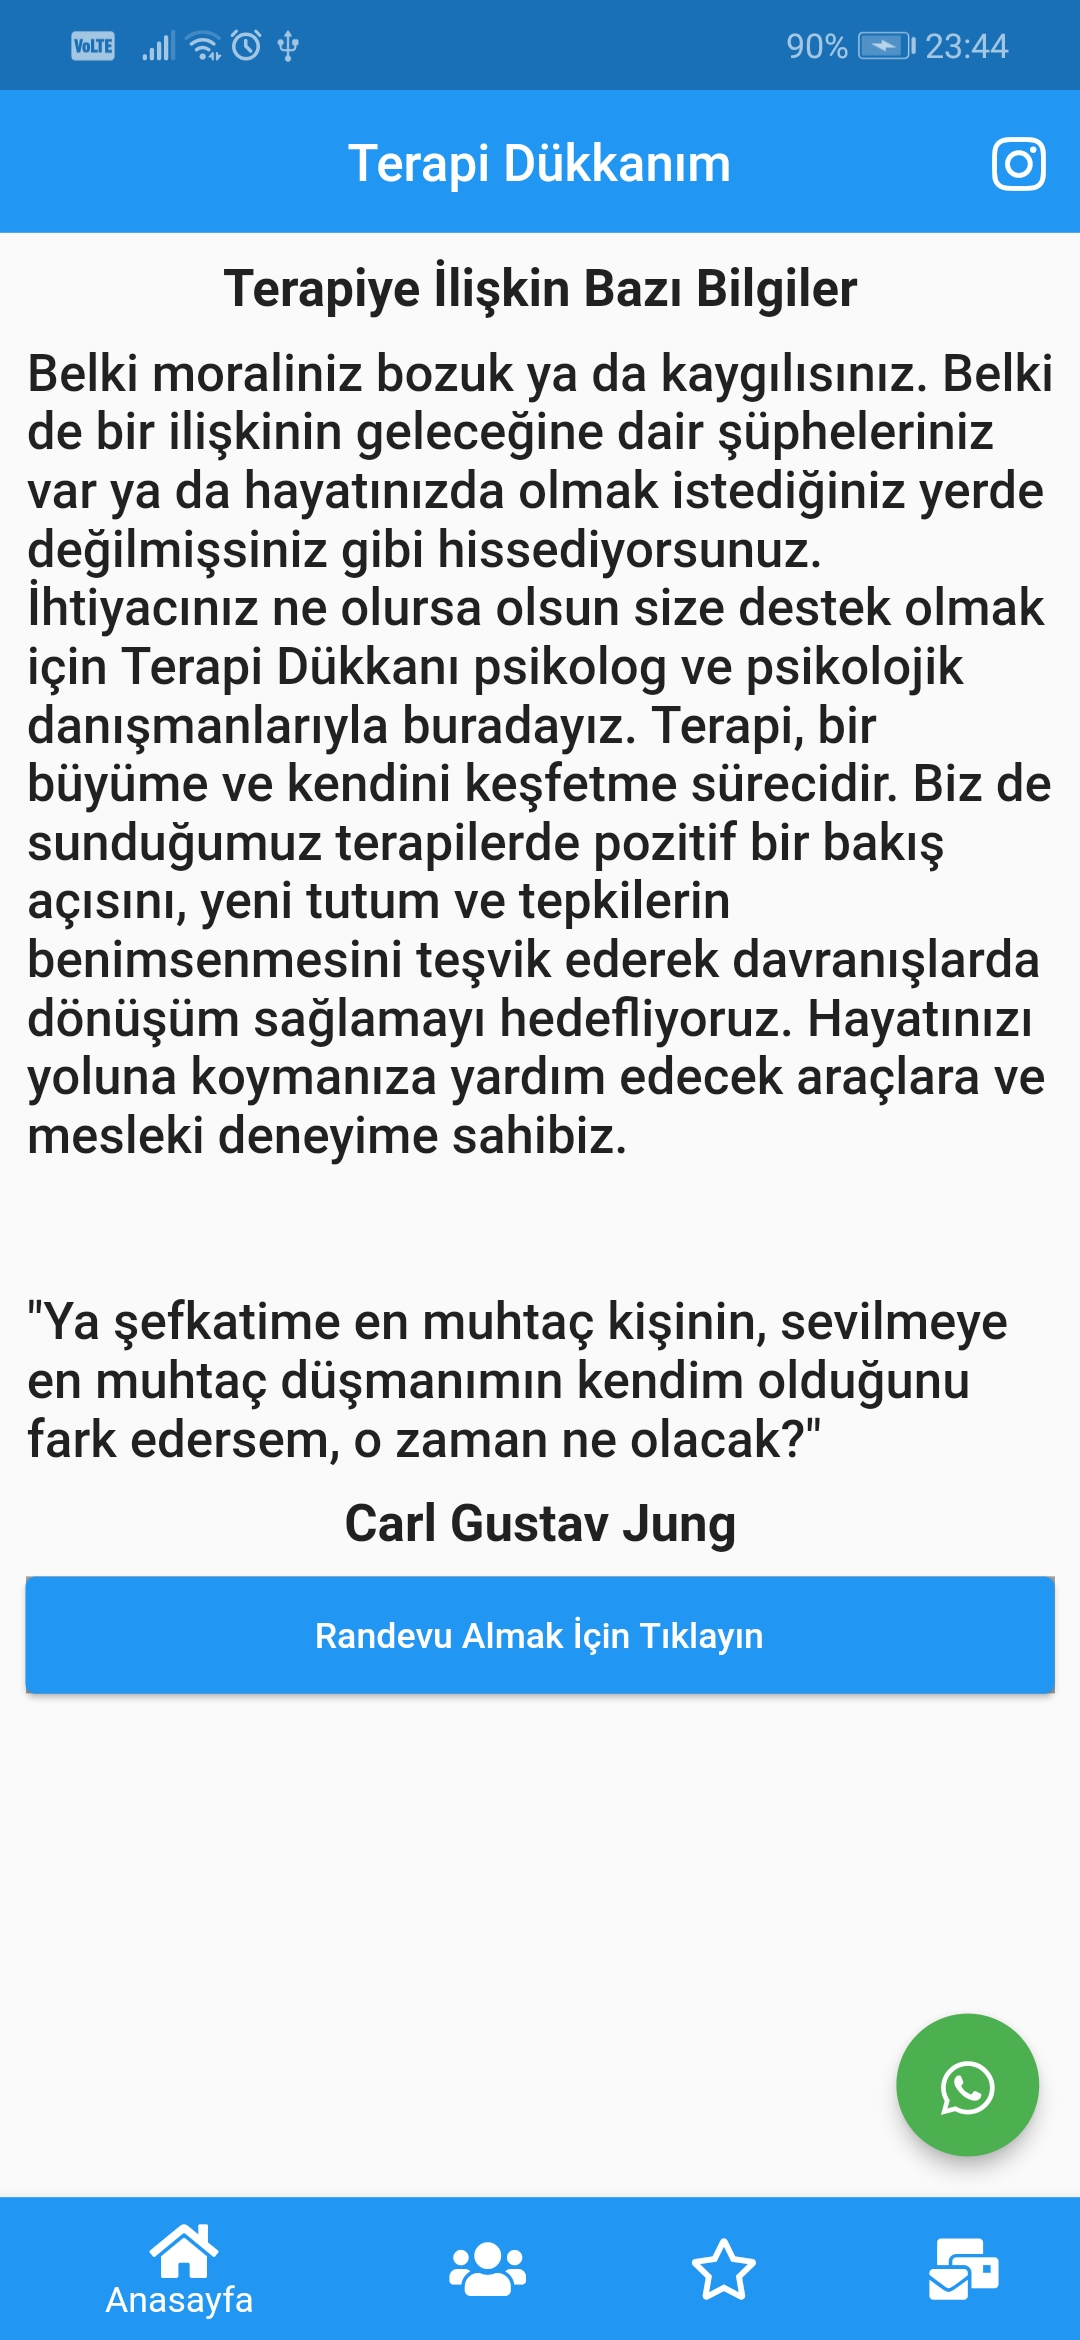 VoLTE
90% 23:44
Terapi Dükkanım
Terapiye İlişkin Bazı Bilgiler
Belki moraliniz bozuk ya da kaygılısınız. Belki
de bir ilişkinin geleceğine dair şüpheleriniz
var ya da hayatınızda olmak istediğiniz yerde
değilmişsiniz gibi hissediyorsunuz.
İhtiyacınız ne olursa olsun size destek olmak
için Terapi Dükkanı psikolog ve psikolojik
danışmanlarıyla buradayız. Terapi, bir
büyüme ve kendini keşfetme sürecidir. Biz de
sunduğumuz terapilerde pozitif bir bakış
açısını, yeni tutum ve tepkilerin
benimsenmesini teşvik ederek davranışlarda
dönüşüm sağlamayı hedefliyoruz. Hayatınızı
yoluna koymanıza yardım edecek araçlara ve
mesleki deneyime sahibiz.
"Ya şefkatime en muhtaç kişinin, sevilmeye
en muhtaç düşmanımın kendim olduğunu
fark edersem, o zaman ne olacak?"
Carl Gustav Jung
Randevu Almak İçin Tıklayın
Anasayfa